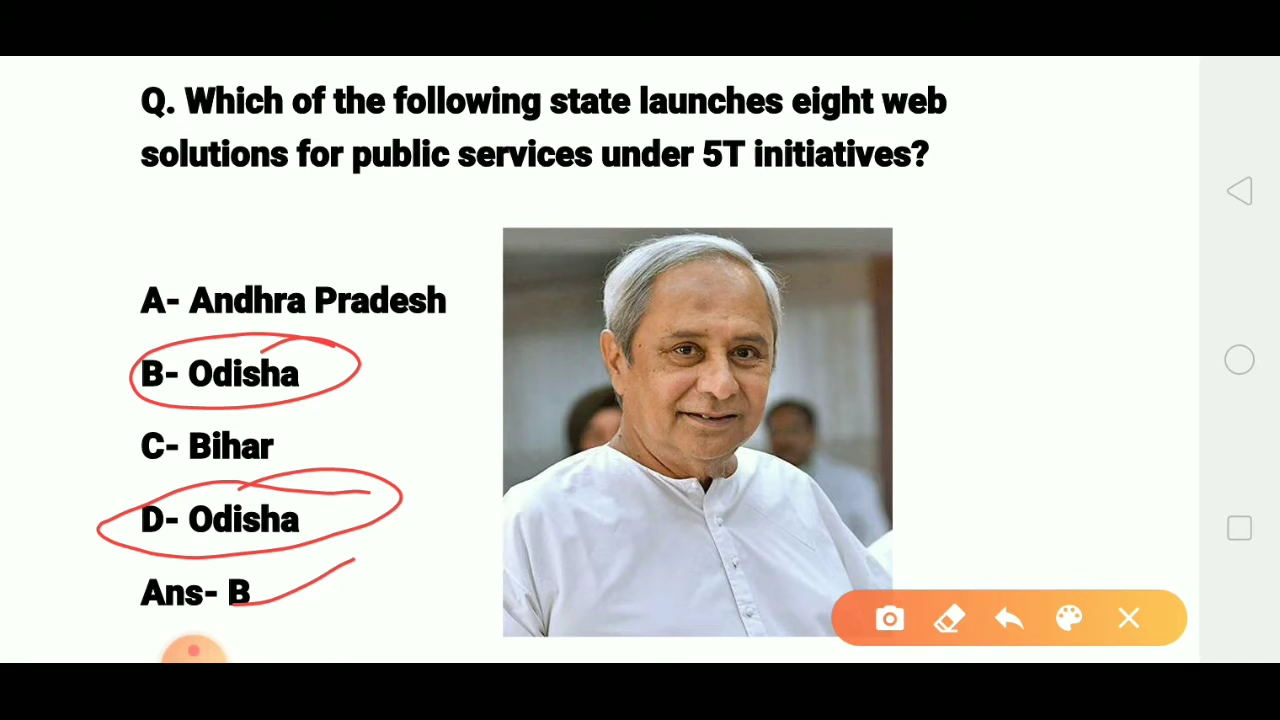 Q. Which of the following state launches eight web
solutions for public services under 5T initiatives?
A- Andhra Pradesh
B- Odisha
C- Bihar
D- Odisha
Ans- B